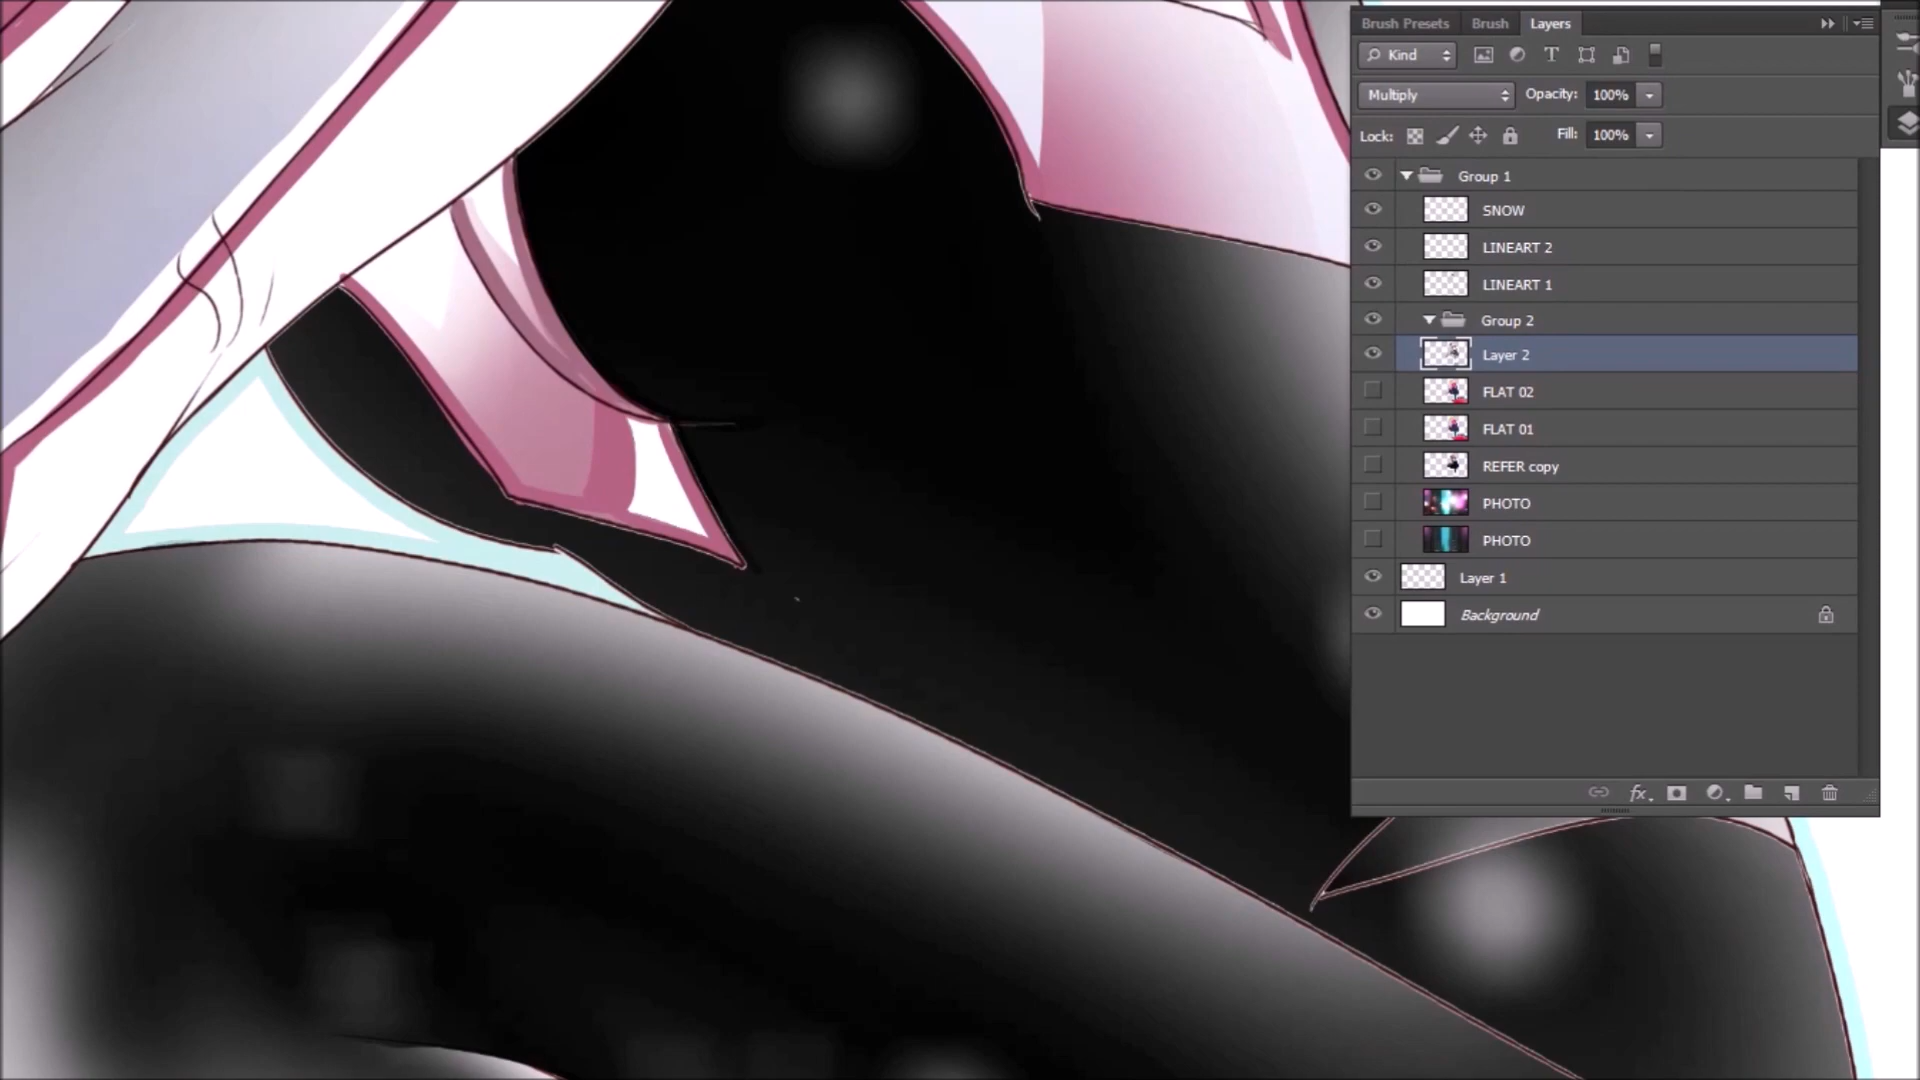 Brush Presets Brush Layers
Kind
Multiply Opacity: 100%
Lock: Fill: 100%
Group 1
SNOW
LINEART 2
LINEART 1
Group 2
Layer 2
FLAT 02
FLAT 01
REFER copy
PHOTO
PHOTO
Layer 1
Background
fx